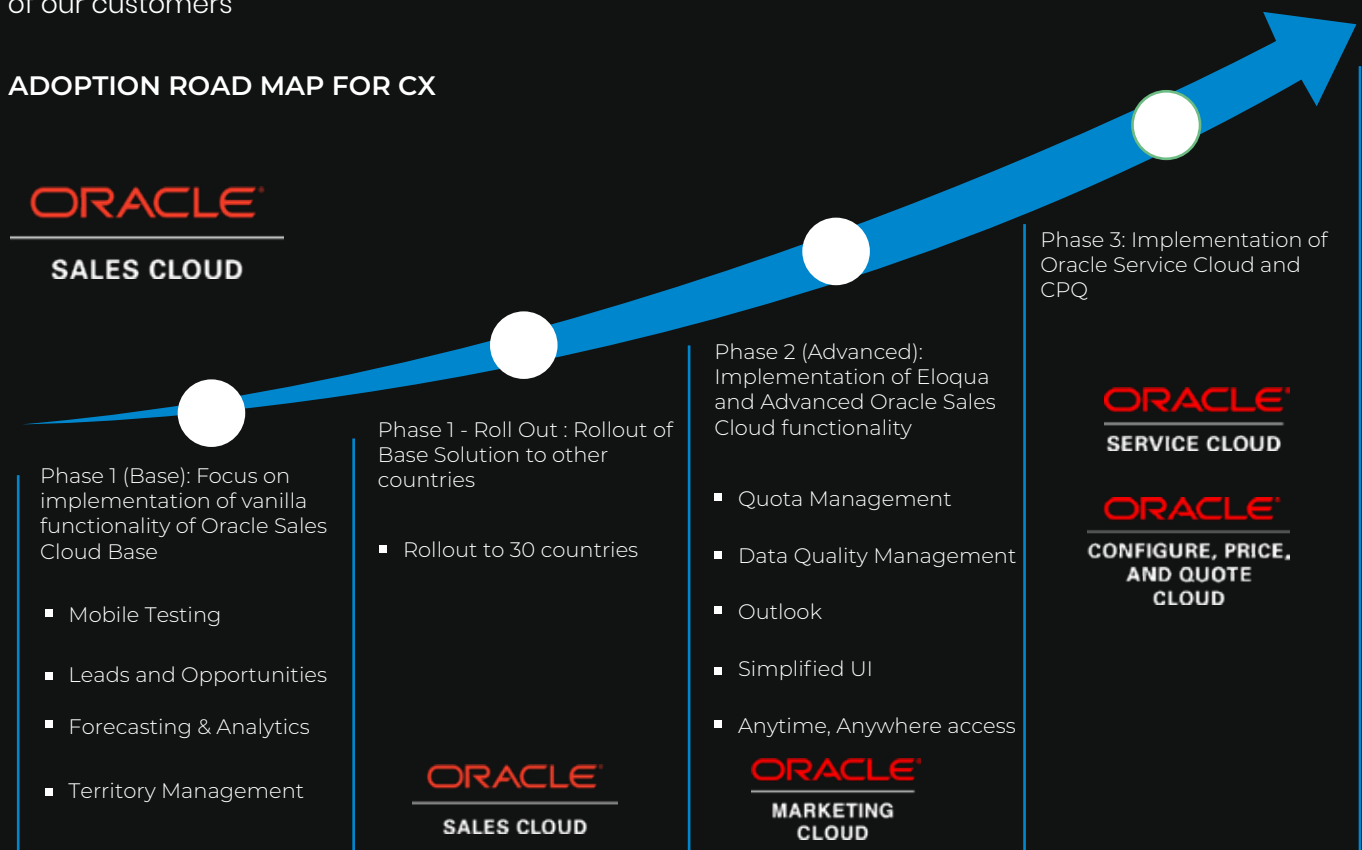 of our customers
ADOPTION ROAD MAP FOR CX
ORACLE®
SALES CLOUD
Phase 1 (Base): Focus on
implementation of vanilla
functionality of Oracle Sales
Cloud Base
▪ Mobile Testing
▪ Leads and Opportunities
▪ Forecasting & Analytics
▪ Territory Management
Phase 1 - Roll Out : Rollout of
Base Solution to other
countries
▪ Rollout to 30 countries
ORACLE®
SALES CLOUD
Phase 2 (Advanced):
Implementation of Eloqua
and Advanced Oracle Sales
Cloud functionality
▪ Quota Management
▪ Data Quality Management
▪ Outlook
▪ Simplified UI
▪ Anytime, Anywhere access
ORACLE®
MARKETING
CLOUD
Phase 3: Implementation of
Oracle Service Cloud and
CPQ
ORACLE®
SERVICE CLOUD
ORACLE®
CONFIGURE, PRICE,
AND QUOTE
CLOUD